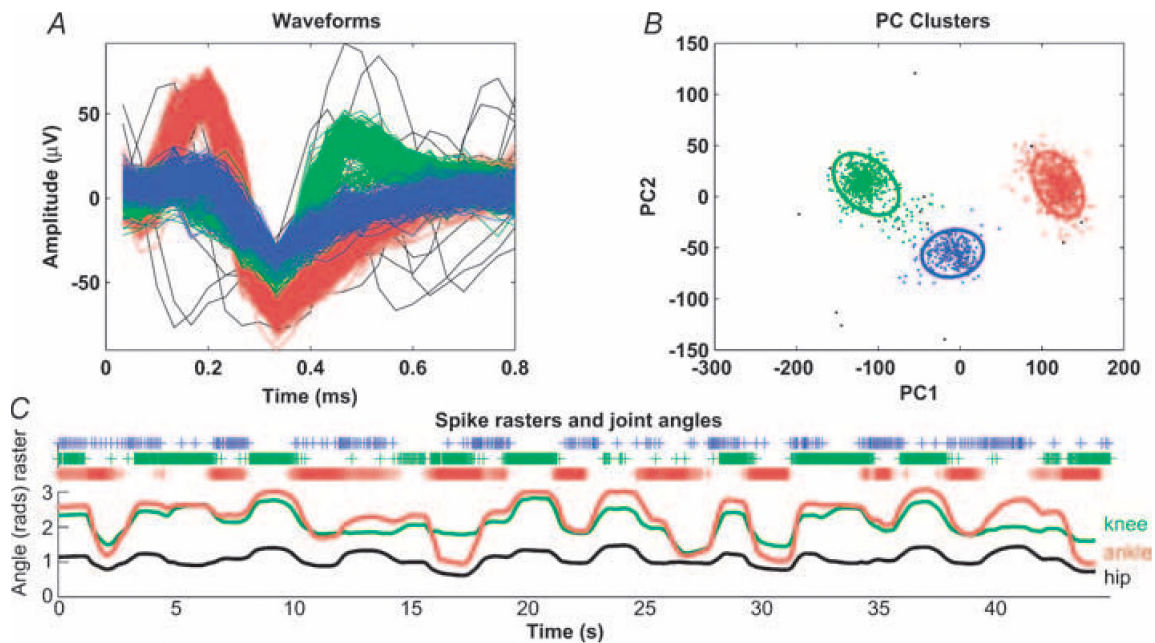 A
Waveforms
50
0
-50
Amplitude (µV)
0 0.2 0.4 0.6 0.8
Time (ms)
B
PC Clusters
150
100
50
0
-50
-100
-150
PC2
-300 -200 -100 0 100 200
PC1
C
Spike rasters and joint angles
Angle (rads) raster
3
2
1
0
knee
ankle
hip
0 5 10 15 20 25 30 35 40
Time (s)